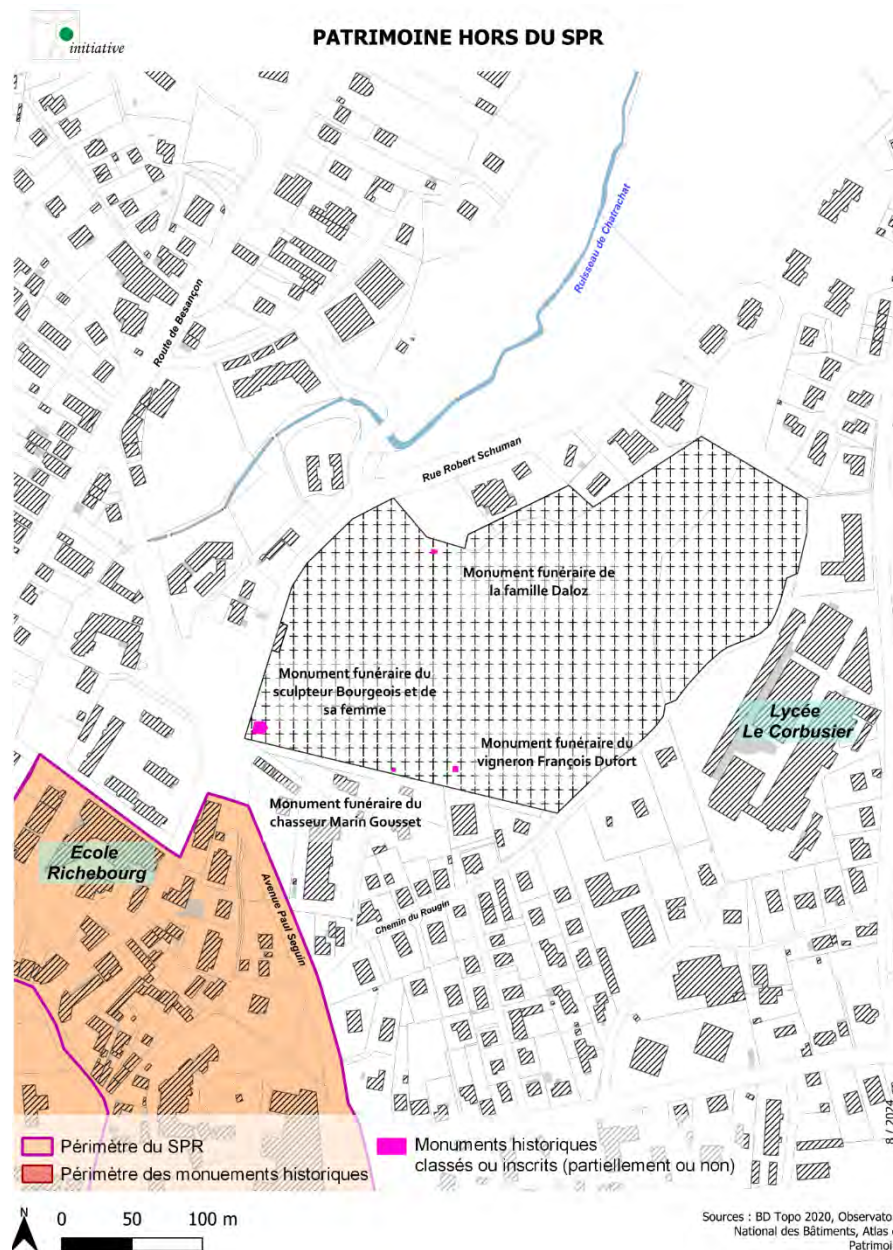 initiative
PATRIMOINE HORS DU SPR
Ruisseau de Chatrachat
Route de Besançon
Rue Robert Schuman
Monument funéraire de
la famille Daloz
Monument funéraire du
sculpteur Bourgeois et de
sa femme
Lycée
Le Corbusier
Monument funéraire du
vigneron François Dufort
Monument funéraire du
chasseur Marin Gousset
Ecole
Richebourg
Avenue Paul Seguin
Chemin du Rougin
8 / 2024
Périmètre du SPR
Périmètre des monuements historiques
Monuments historiques
classés ou inscrits (partiellement ou non)
N
0 50 100 m
Sources : BD Topo 2020, Observato
National des Bâtiments, Atlas
Patrimoi